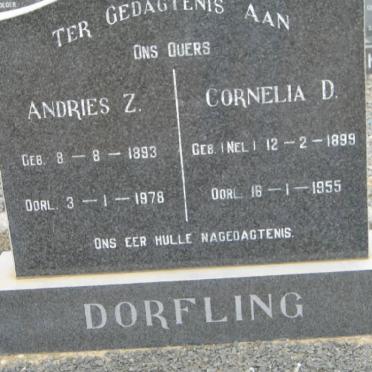 TER GEDAGTENIS AAN
ONS OUERS
ANDRIES Z.
GEB. 8-8-1893
OORL. 3-1-1978
CORNELIA D.
GEB. (NEL) 12-2-1899
OORL. 16-1-1955
ONS EER HULLE NAGEDAGTENIS.
DORFLING